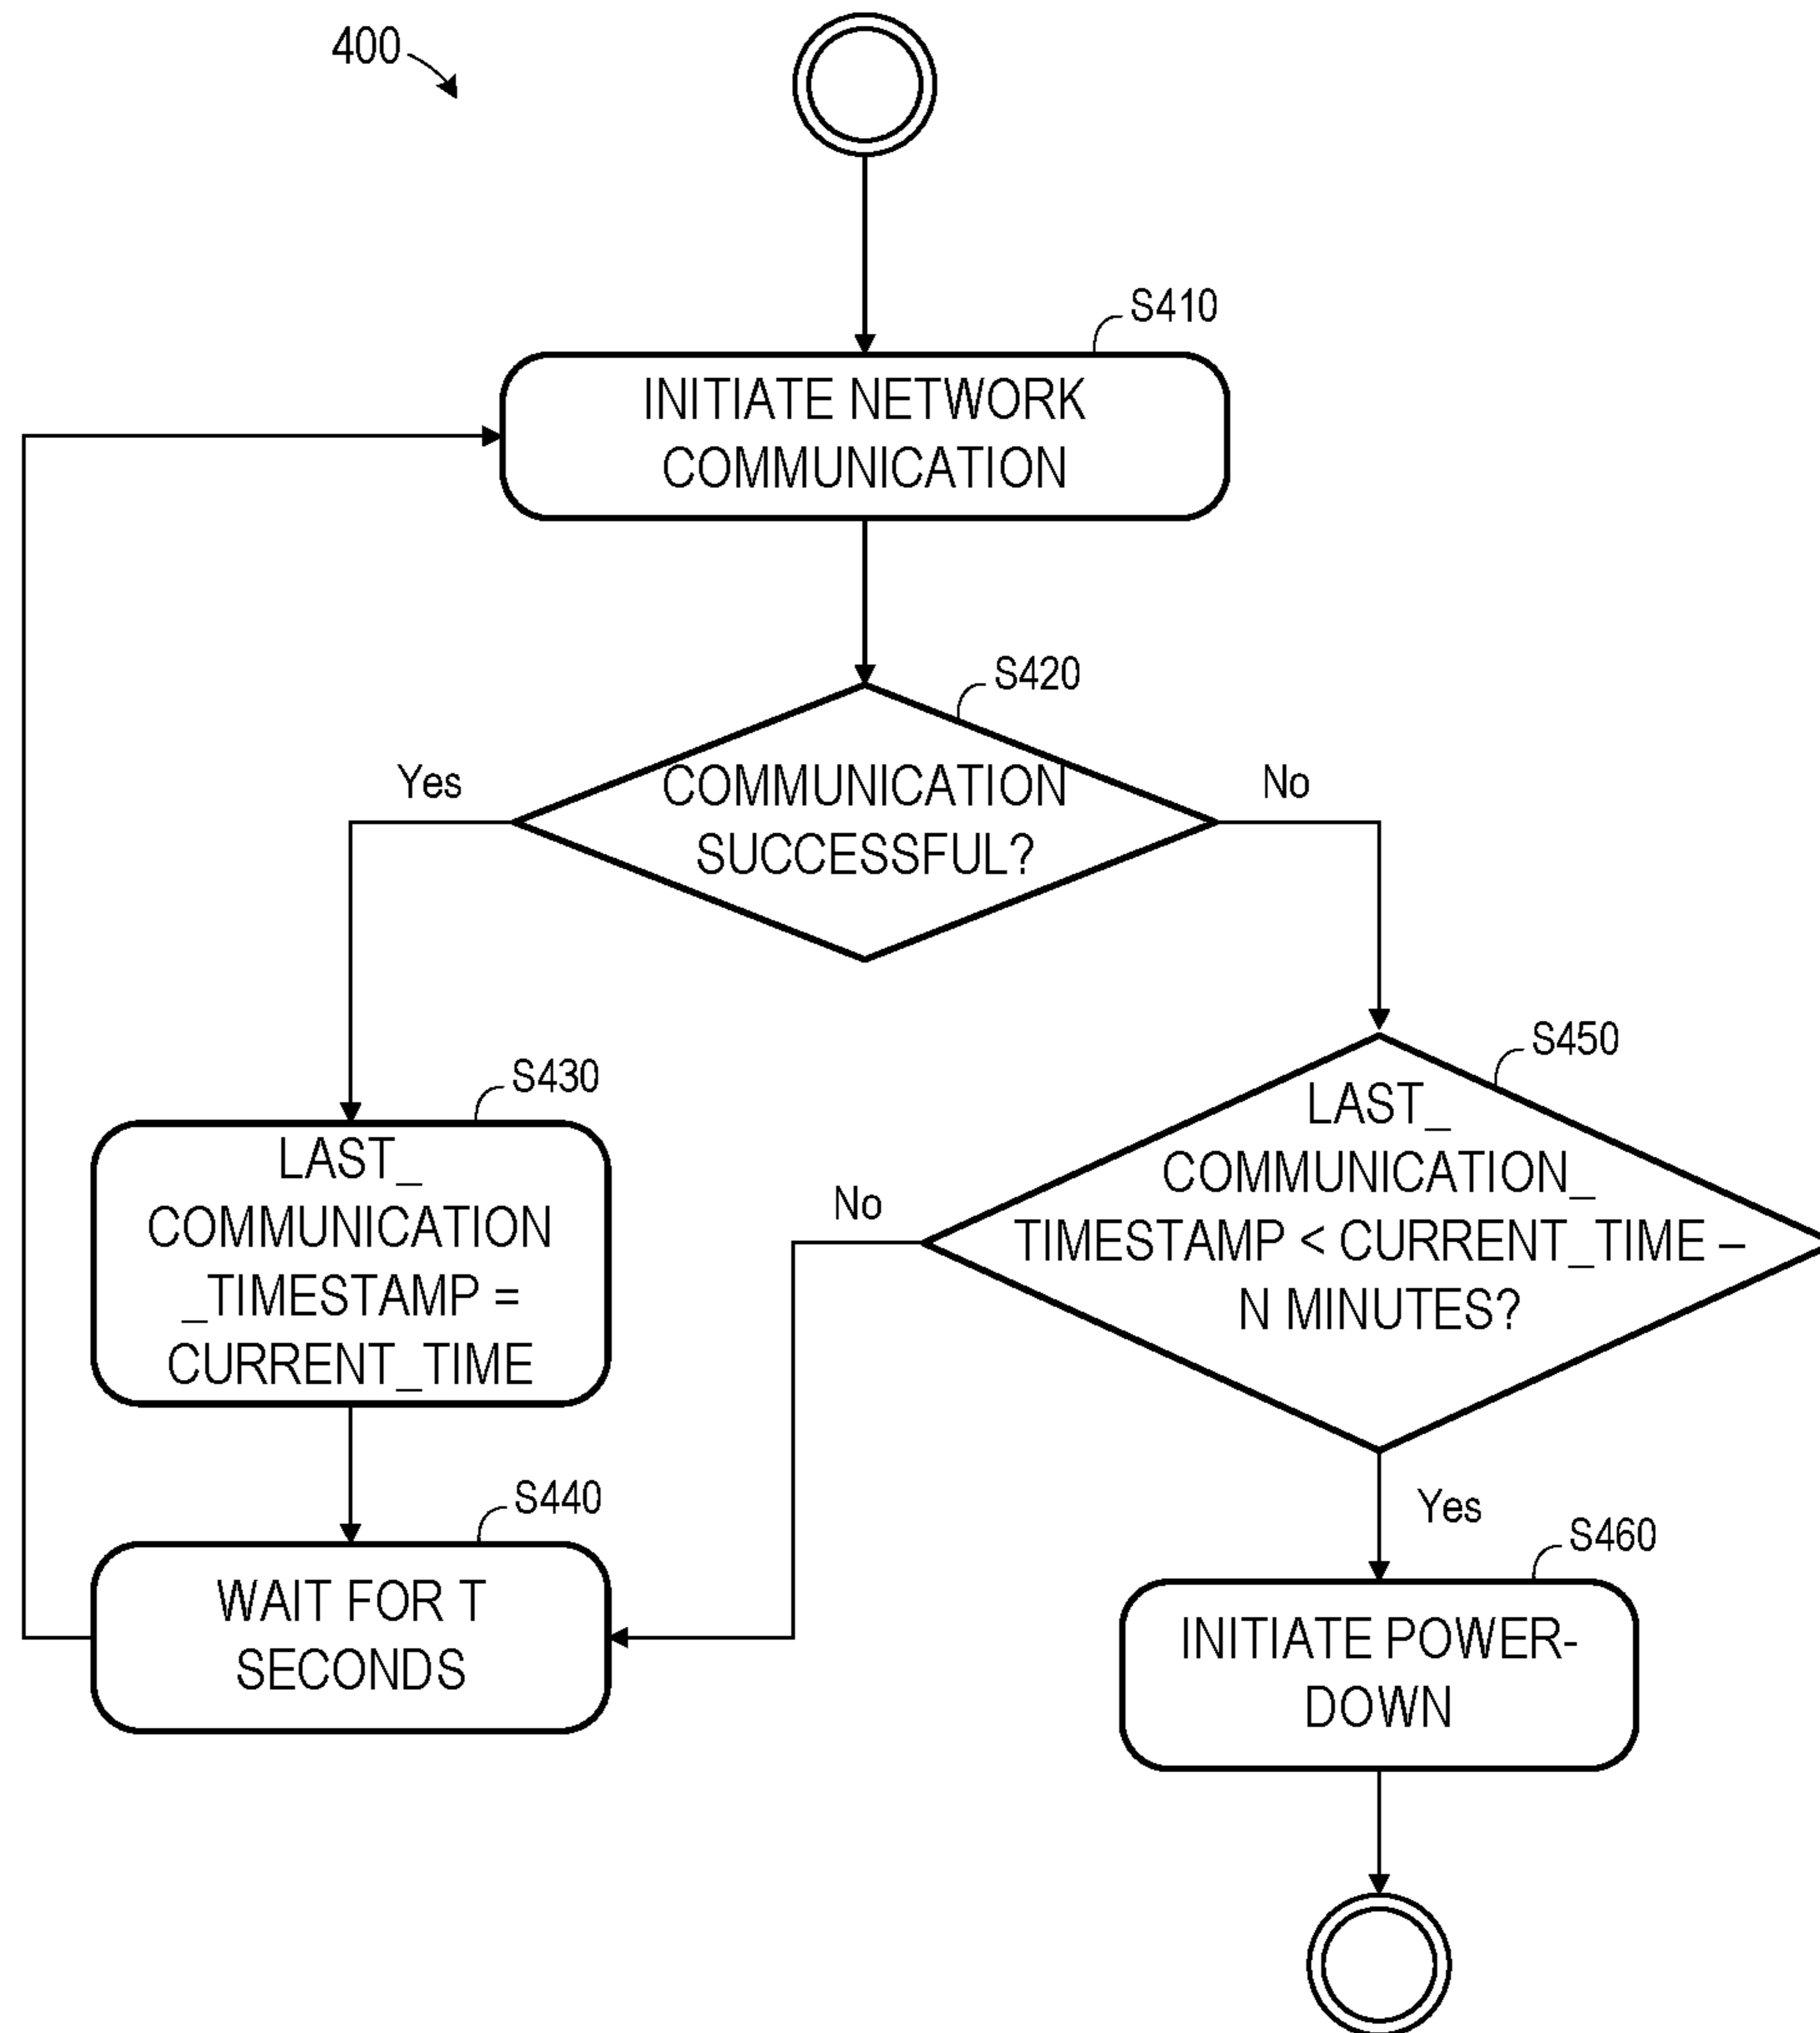 400
S410
INITIATE NETWORK
COMMUNICATION
S420
COMMUNICATION
SUCCESSFUL?
Yes
No
S430
LAST_
COMMUNICATION
_TIMESTAMP =
CURRENT_TIME
S450
LAST_
COMMUNICATION_
TIMESTAMP < CURRENT_TIME –
N MINUTES?
No
Yes
S440
WAIT FOR T
SECONDS
S460
INITIATE POWER-
DOWN